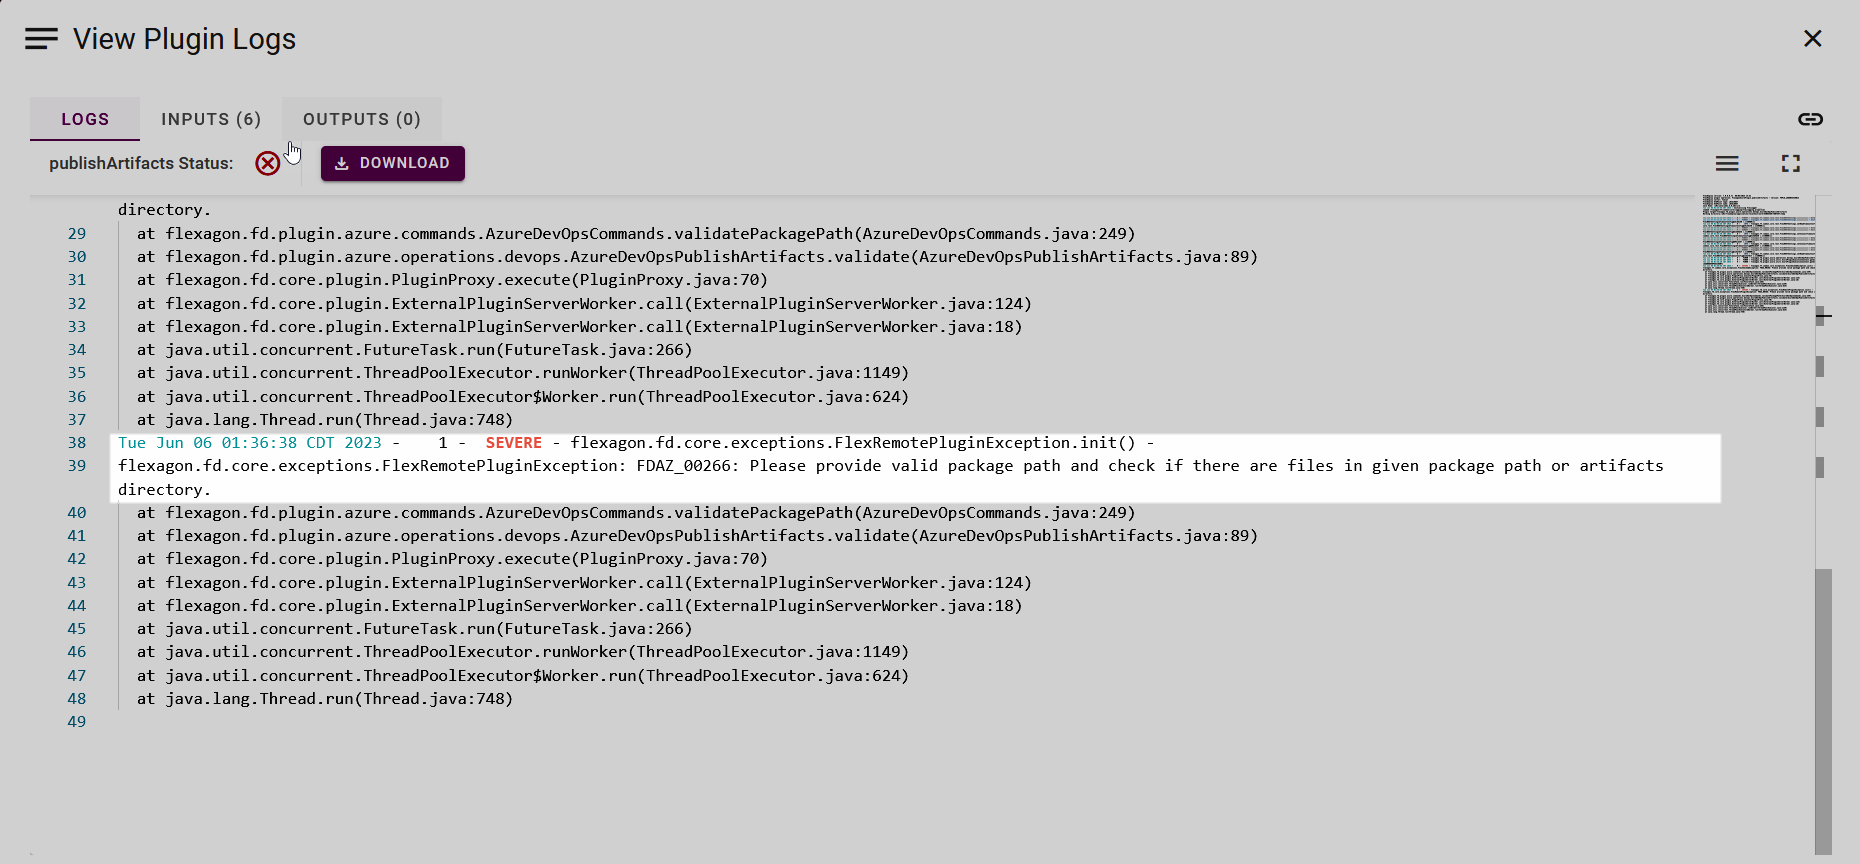 View Plugin Logs
LOGS
INPUTS (6)
OUTPUTS (0)
publishArtifacts Status:
DOWNLOAD
directory.
29 at flexagon.fd.plugin.azure.commands.AzureDevOpsCommands.validatePackagePath(AzureDevOpsCommands.java:249)
30 at flexagon.fd.plugin.azure.operations.devops.AzureDevOpsPublishArtifacts.validate(AzureDevOpsPublishArtifacts.java:89)
31 at flexagon.fd.core.plugin.PluginProxy.execute(PluginProxy.java:70)
32 at flexagon.fd.core.plugin.ExternalPluginServerWorker.call(ExternalPluginServerWorker.java:124)
33 at flexagon.fd.core.plugin.ExternalPluginServerWorker.call(ExternalPluginServerWorker.java:18)
34 at java.util.concurrent.FutureTask.run(FutureTask.java:266)
35 at java.util.concurrent.ThreadPoolExecutor.runWorker(ThreadPoolExecutor.java:1149)
36 at java.util.concurrent.ThreadPoolExecutor$Worker.run(ThreadPoolExecutor.java:624)
37 at java.lang.Thread.run(Thread.java:748)
38 Tue Jun 06 01:36:38 CDT 2023 - 1 - SEVERE - flexagon.fd.core.exceptions.FlexRemotePluginException.init() -
39 flexagon.fd.core.exceptions.FlexRemotePluginException: FDAZ_00266: Please provide valid package path and check if there are files in given package path or artifacts
directory.
40 at flexagon.fd.plugin.azure.commands.AzureDevOpsCommands.validatePackagePath(AzureDevOpsCommands.java:249)
41 at flexagon.fd.plugin.azure.operations.devops.AzureDevOpsPublishArtifacts.validate(AzureDevOpsPublishArtifacts.java:89)
42 at flexagon.fd.core.plugin.PluginProxy.execute(PluginProxy.java:70)
43 at flexagon.fd.core.plugin.ExternalPluginServerWorker.call(ExternalPluginServerWorker.java:124)
44 at flexagon.fd.core.plugin.ExternalPluginServerWorker.call(ExternalPluginServerWorker.java:18)
45 at java.util.concurrent.FutureTask.run(FutureTask.java:266)
46 at java.util.concurrent.ThreadPoolExecutor.runWorker(ThreadPoolExecutor.java:1149)
47 at java.util.concurrent.ThreadPoolExecutor$Worker.run(ThreadPoolExecutor.java:624)
48 at java.lang.Thread.run(Thread.java:748)
49